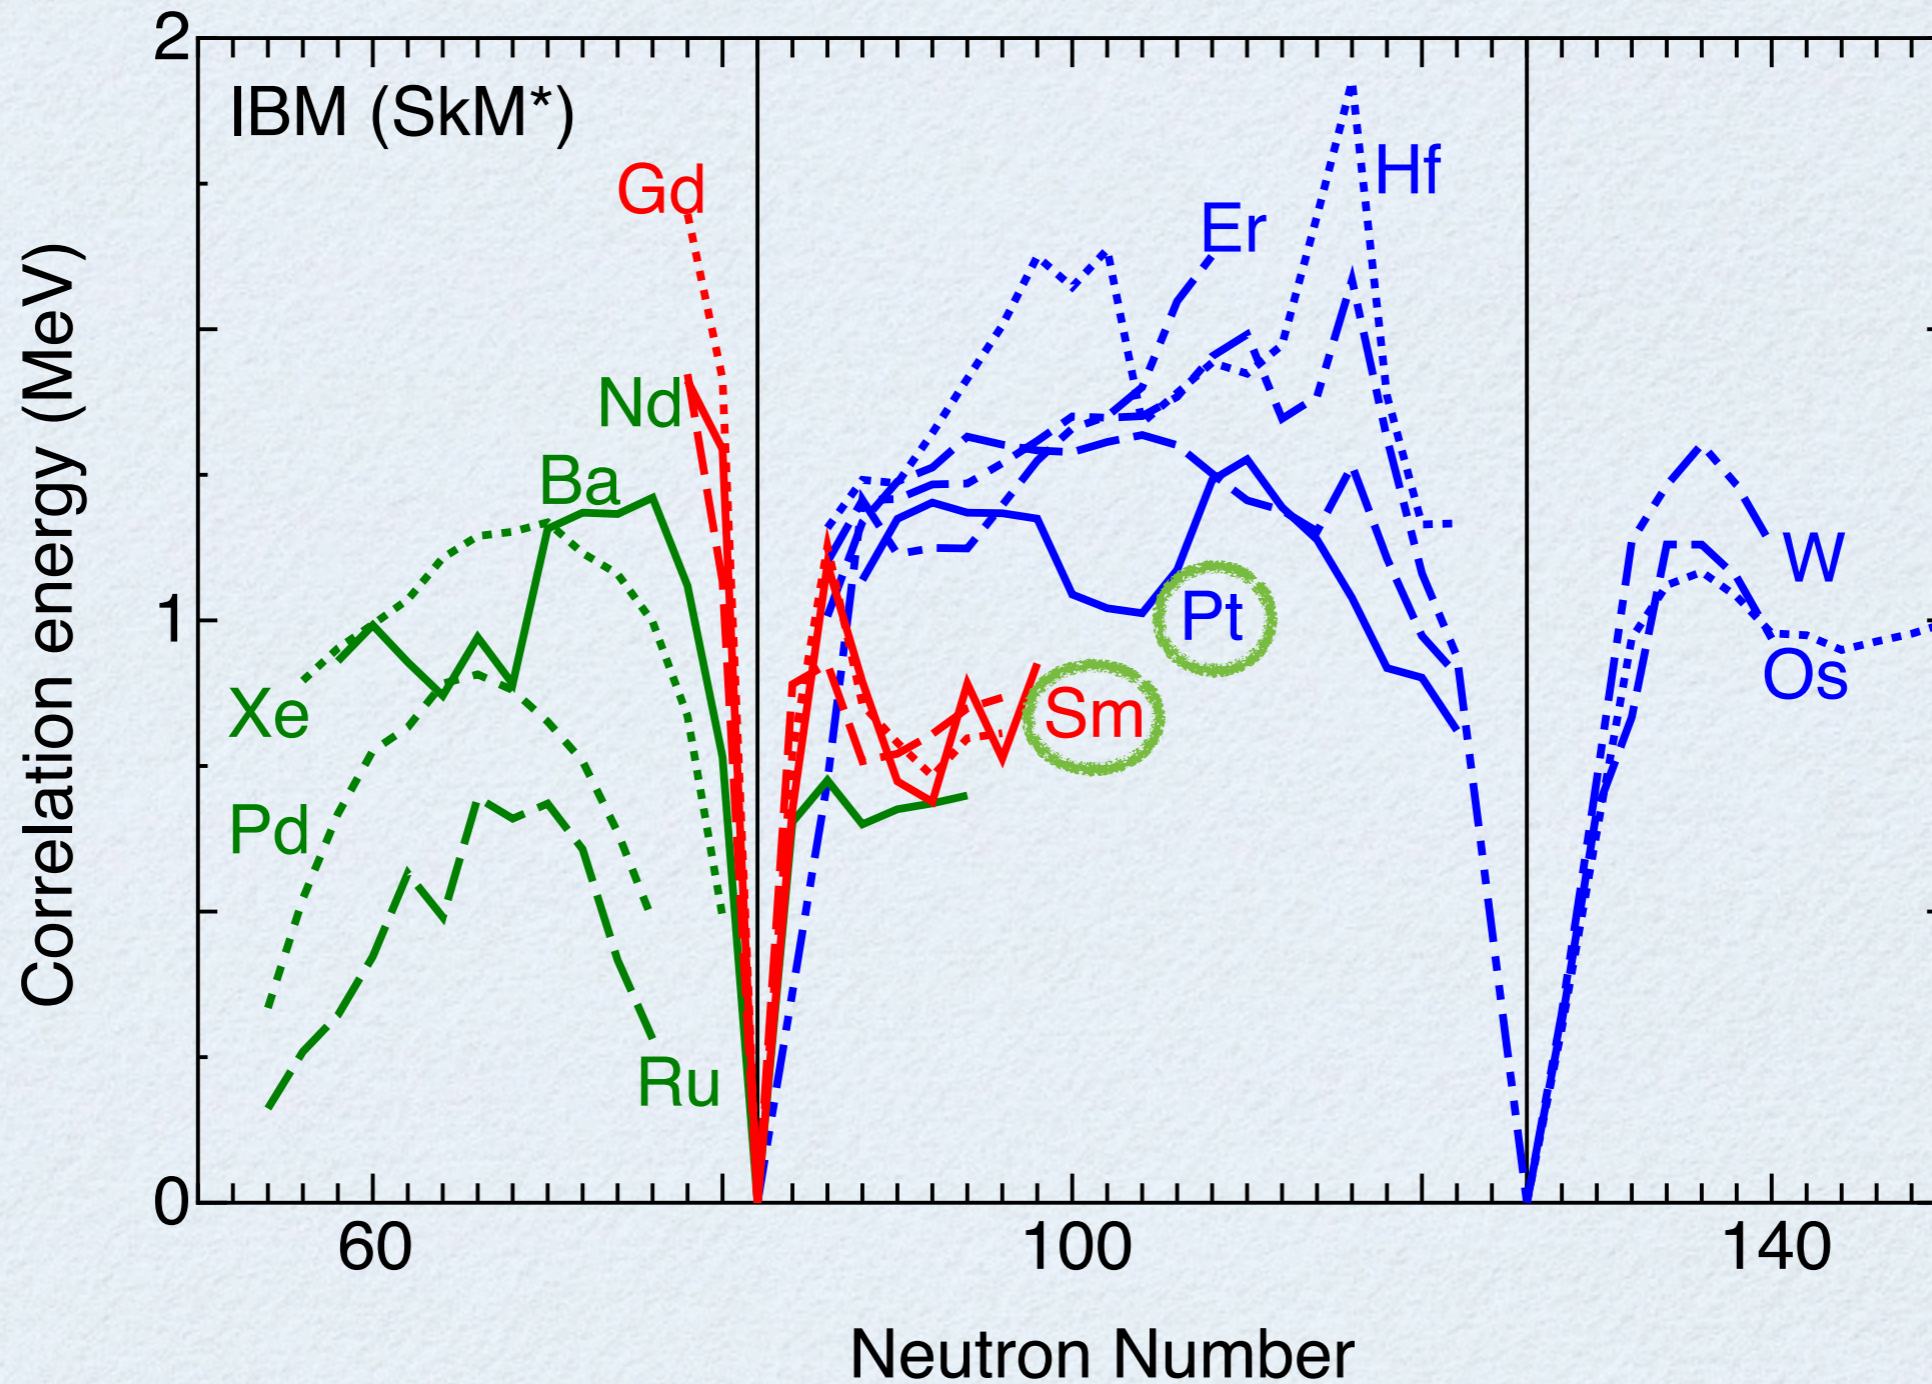 2
IBM (SkM*)
Gd
Hf
Er
Nd
Ba
W
1
Pt
Xe
Sm
Os
Pd
Ru
0
60
100
140
Correlation energy (MeV)
Neutron Number